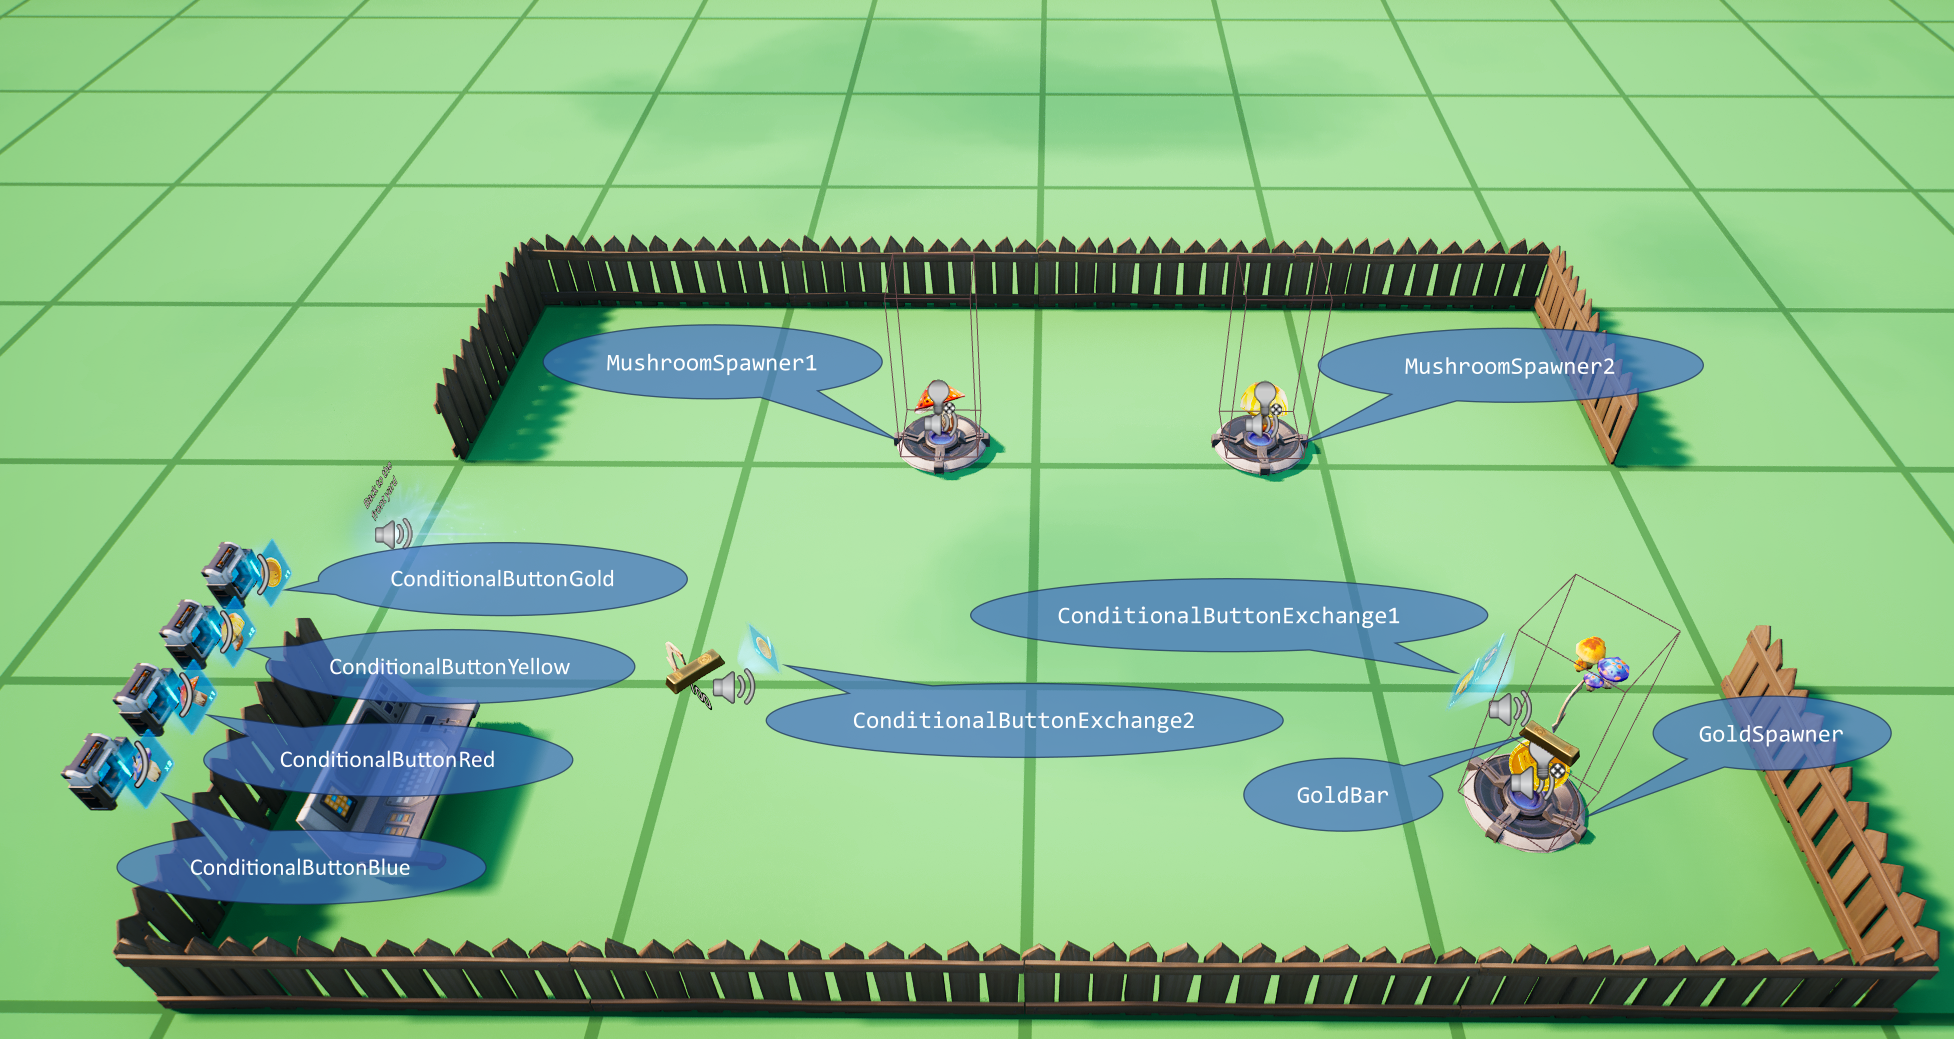 MushroomSpawner1
MushroomSpawner2
ConditionalButtonGold
ConditionalButtonExchange1
ConditionalButtonYellow
ConditionalButtonExchange2
GoldSpawner
ConditionalButtonRed
GoldBar
ConditionalButtonBlue